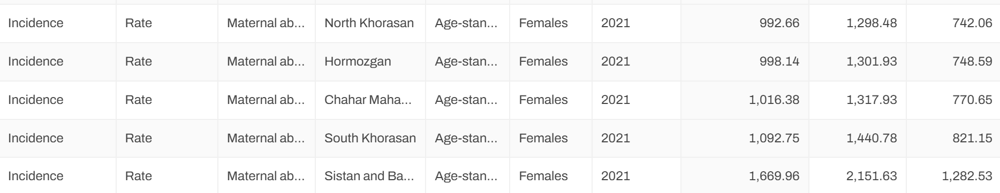 Incidence Rate Maternal ab... North Khorasan Age-stan... Females 2021 992.66 1,298.48 742.06
Incidence Rate Maternal ab... Hormozgan Age-stan... Females 2021 998.14 1,301.93 748.59
Incidence Rate Maternal ab... Chahar Maha... Age-stan... Females 2021 1,016.38 1,317.93 770.65
Incidence Rate Maternal ab... South Khorasan Age-stan... Females 2021 1,092.75 1,440.78 821.15
Incidence Rate Maternal ab... Sistan and Ba... Age-stan... Females 2021 1,669.96 2,151.63 1,282.53